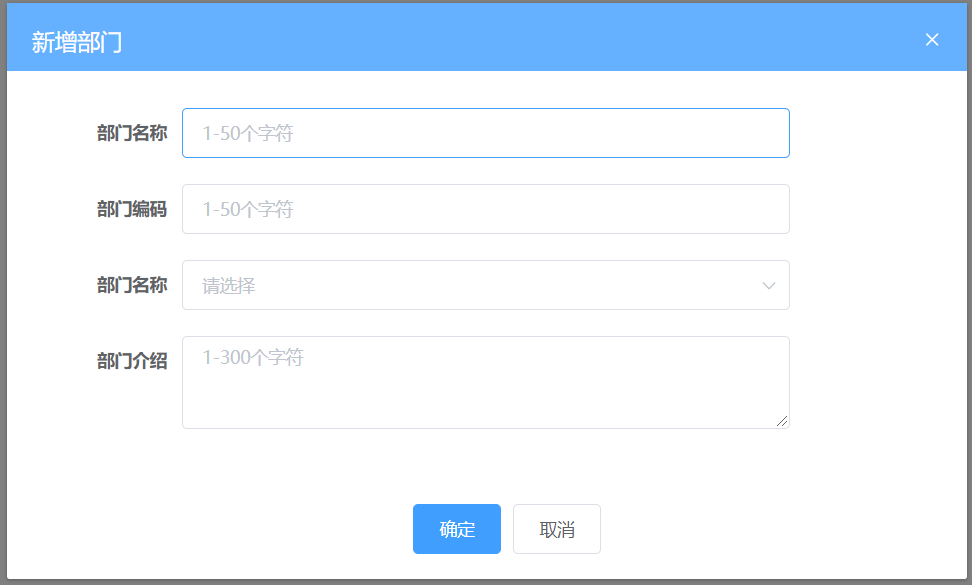 新增部门
部门名称 1-50个字符
部门编码 1-50个字符
部门名称 请选择
部门介绍 1-300个字符
确定 取消